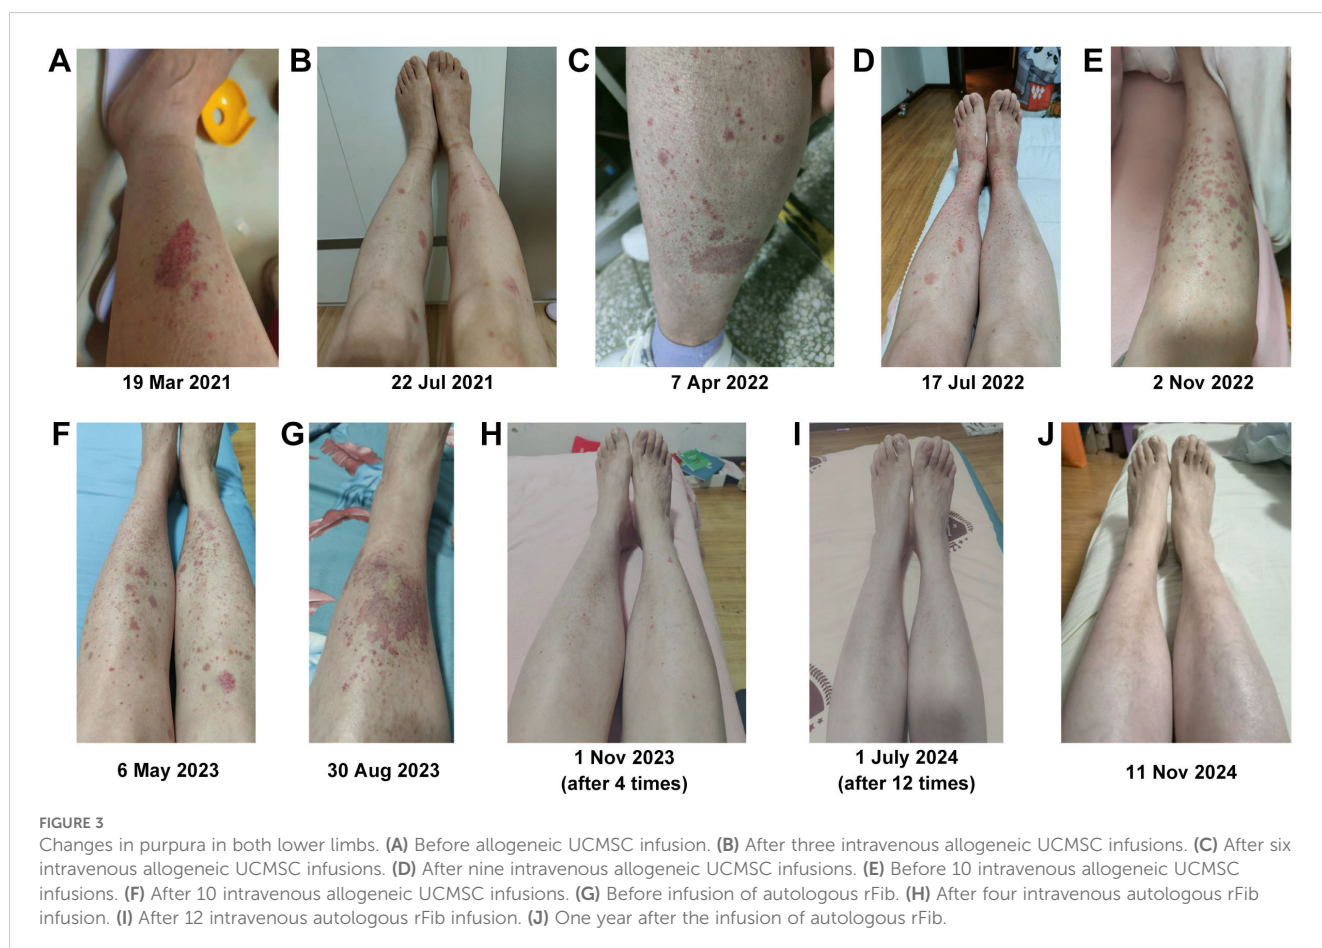 A
B
C
D
E
19 Mar 2021
22 Jul 2021
7 Apr 2022
17 Jul 2022
2 Nov 2022
F
G
H
I
J
6 May 2023
30 Aug 2023
1 Nov 2023
(after 4 times)
1 July 2024
(after 12 times)
11 Nov 2024
FIGURE 3
Changes in purpura in both lower limbs. (A) Before allogeneic UCMSC infusion. (B) After three intravenous allogeneic UCMSC infusions. (C) After six
intravenous allogeneic UCMSC infusions. (D) After nine intravenous allogeneic UCMSC infusions. (E) Before 10 intravenous allogeneic UCMSC
infusions. (F) After 10 intravenous allogeneic UCMSC infusions. (G) Before infusion of autologous rFib. (H) After four intravenous autologous rFib
infusion. (I) After 12 intravenous autologous rFib infusion. (J) One year after the infusion of autologous rFib.